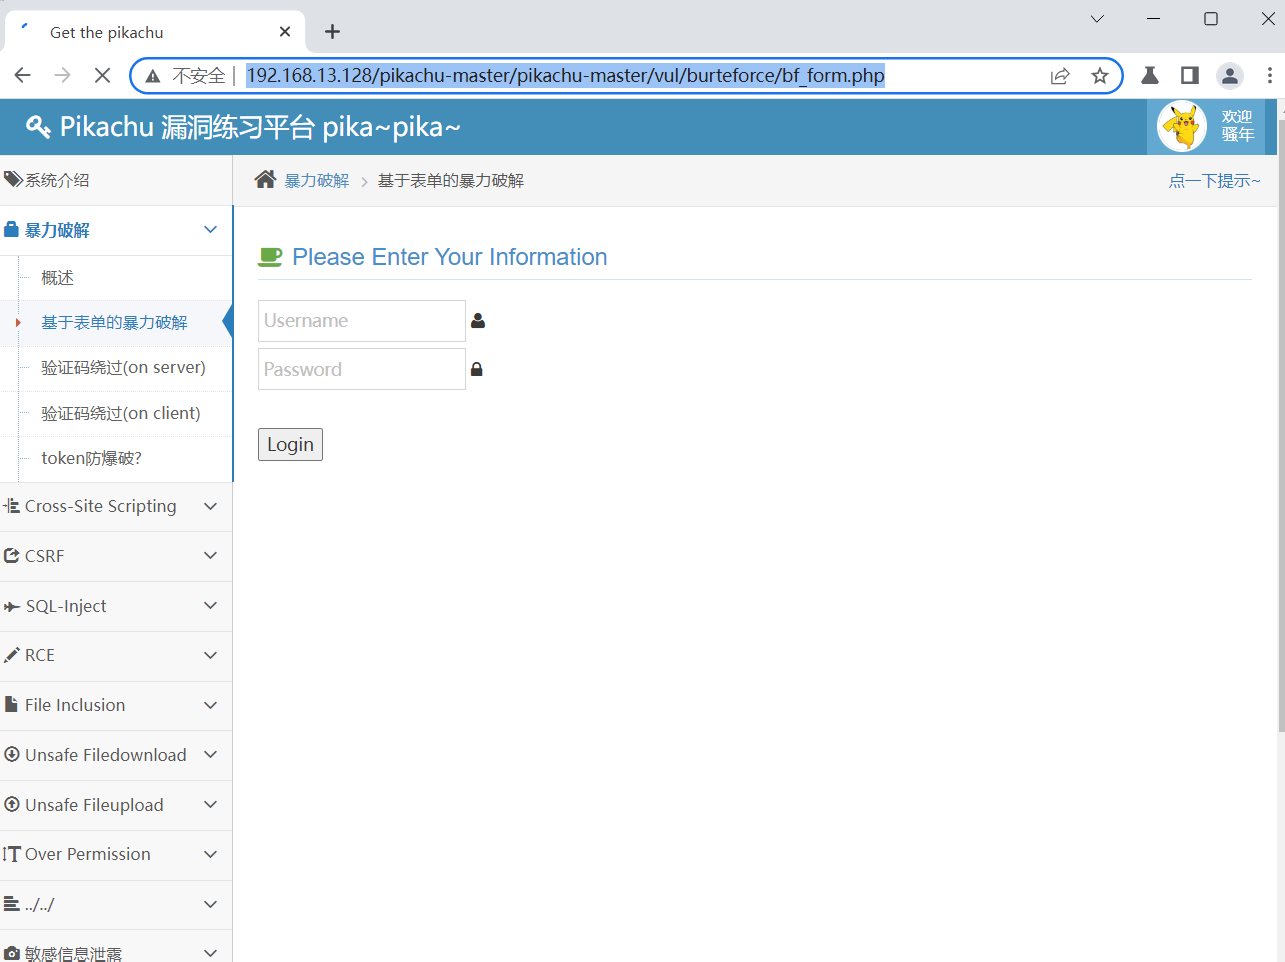 Get the pikachu
不安全 192.168.13.128/pikachu-master/pikachu-master/vul/burteforce/bf_form.php
Pikachu 漏洞练习平台 pika~pika~
欢迎
骚年
系统介绍
暴力破解
概述
基于表单的暴力破解
验证码绕过(on server)
验证码绕过(on client)
token防爆破?
Cross-Site Scripting
CSRF
SQL-Inject
RCE
File Inclusion
Unsafe Filedownload
Unsafe Fileupload
Over Permission
../../
敏感信息泄露
暴力破解 基于表单的暴力破解
点一下提示~
Please Enter Your Information
Username
Password
Login